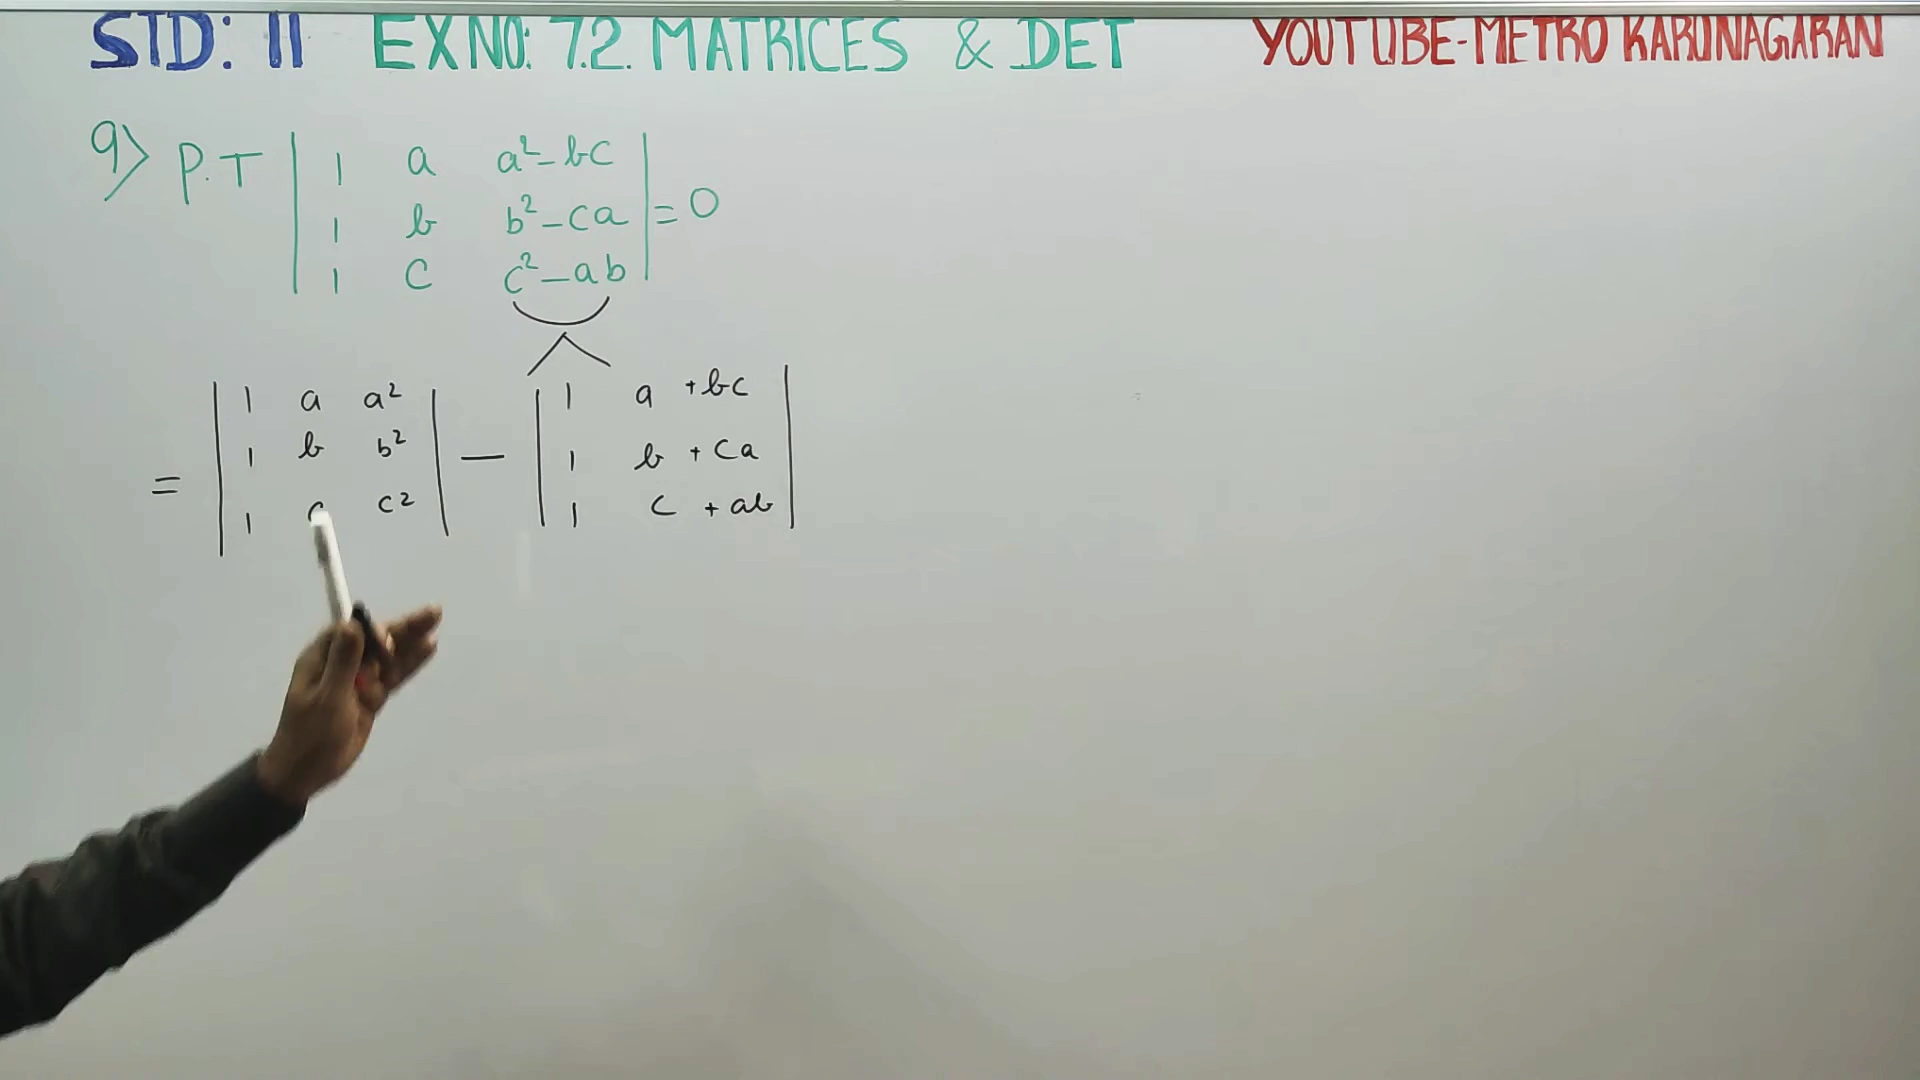 STD: 11 EX NO: 7.2. MATRICES & DET YOUTUBE-METRO KARUNAGARAN
9) P.T | 1 a a²-bc |
| 1 b b²-ca | = 0
| 1 c c²-ab |
= | 1 a a² | - | 1 a +bc |
| 1 b b² | | 1 b +ca |
| 1 c c² | | 1 c +ab |